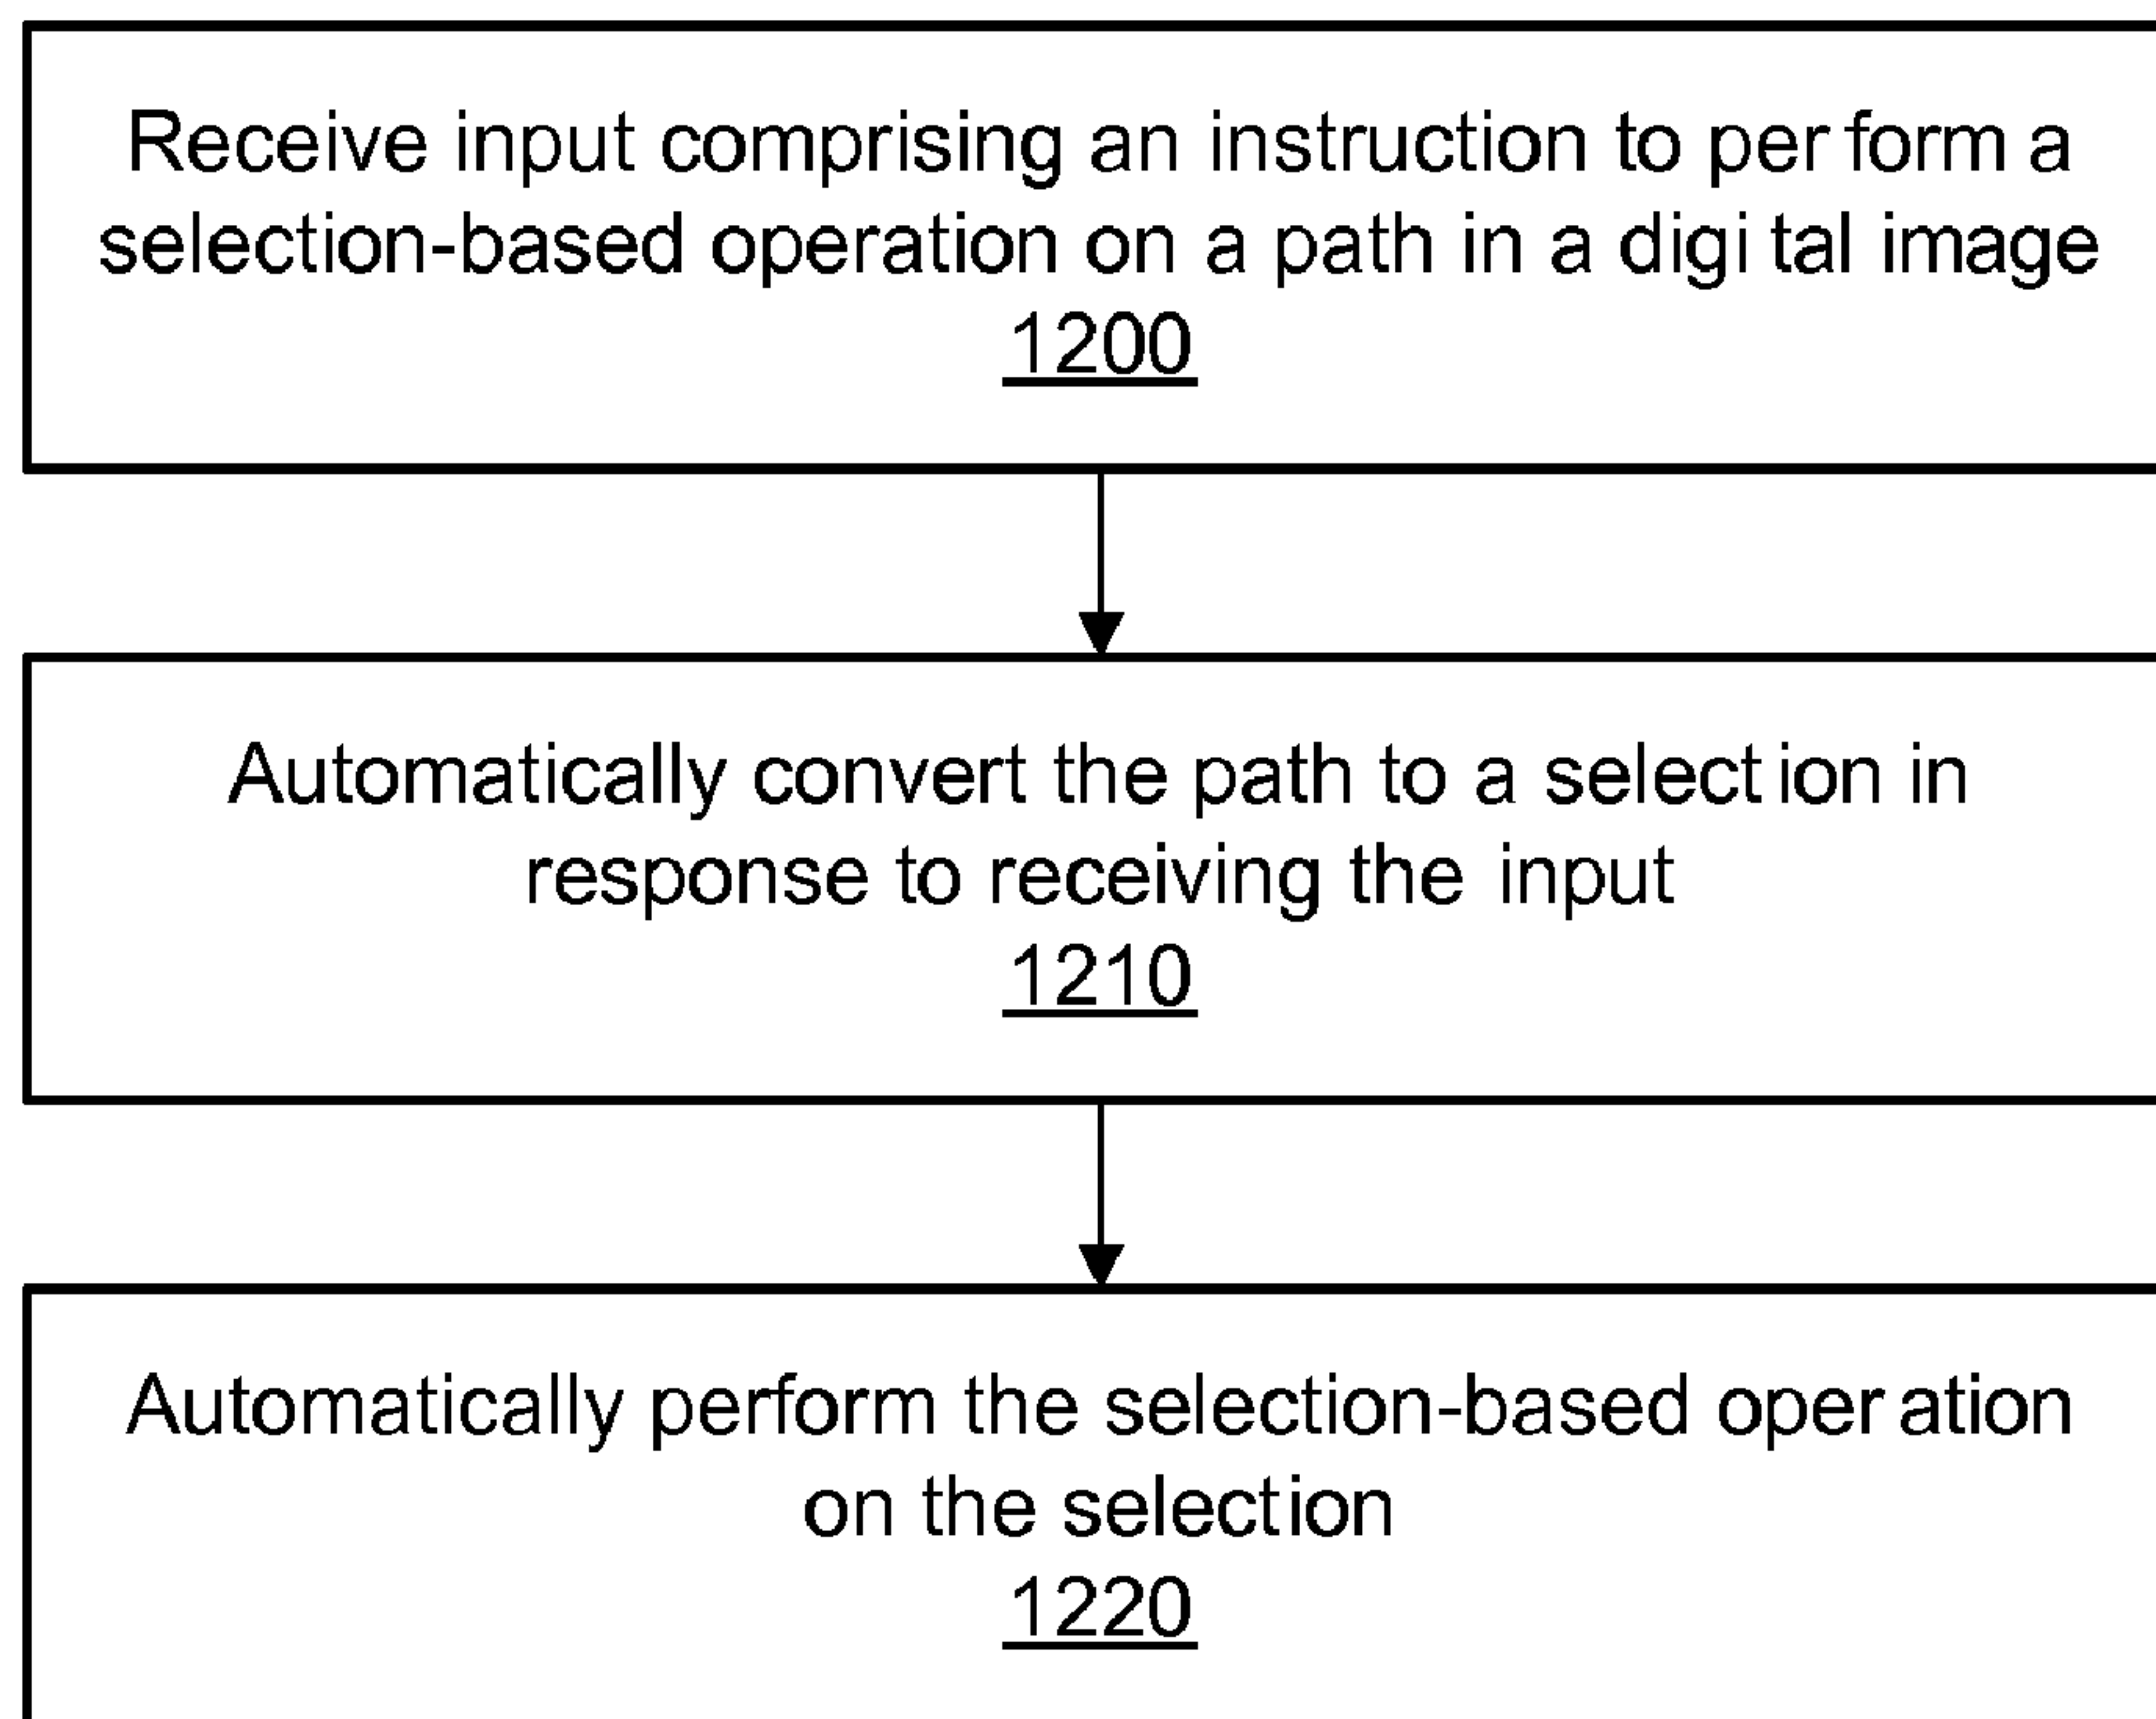 Receive input comprising an instruction to perform a
selection-based operation on a path in a digital image
1200
Automatically convert the path to a selection in
response to receiving the input
1210
Automatically perform the selection-based operation
on the selection
1220